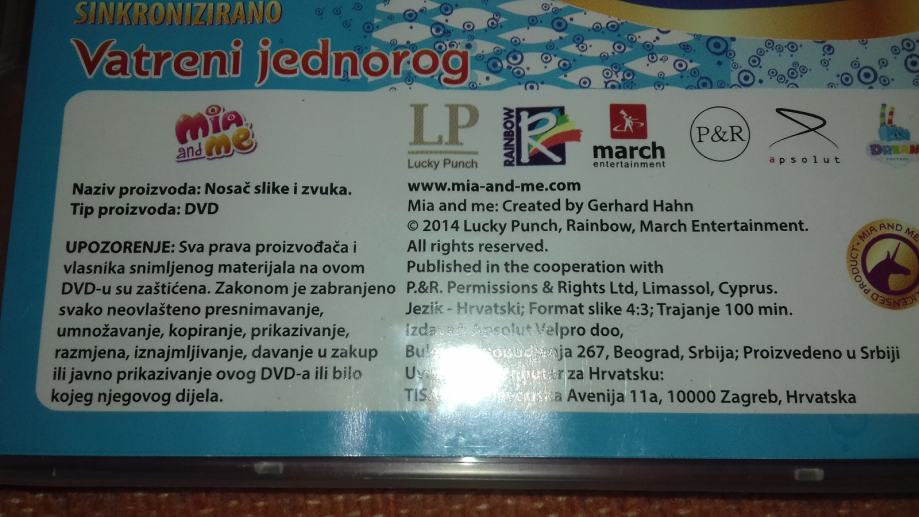 SINKRONIZIRANO
Vatreni jednorog
mia and me
LP
Lucky Punch
RAINBOW
R
march
entertainment
P&R
apsolut
DREAM
Naziv proizvoda: Nosač slike i zvuka.
Tip proizvoda: DVD
UPOZORENJE: Sva prava proizvođača i
vlasnika snimljenog materijala na ovom
DVD-u su zaštićena. Zakonom je zabranjeno
svako neovlašteno presnimavanje,
umnožavanje, kopiranje, prikazivanje,
razmjena, iznajmljivanje, davanje u zakup
ili javno prikazivanje ovog DVD-a ili bilo
kojeg njegovog dijela.
www.mia-and-me.com
Mia and me: Created by Gerhard Hahn
© 2014 Lucky Punch, Rainbow, March Entertainment.
All rights reserved.
Published in the cooperation with
P.&R. Permissions & Rights Ltd, Limassol, Cyprus.
Jezik - Hrvatski; Format slike 4:3; Trajanje 100 min.
Apsolut Velpro doo,
267, Beograd, Srbija; Proizvedeno u Srbiji
za Hrvatsku:
Avenija 11a, 10000 Zagreb, Hrvatska
MIA AND ME
LICENSED PRODUCT